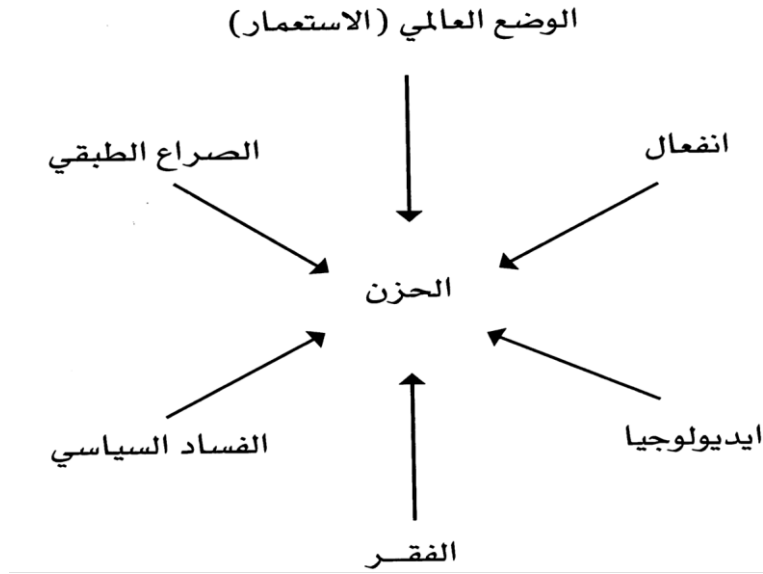 الوضع العالمي (الاستعمار)
انفعال
الصراع الطبقي
الحزن
ايديولوجيا
الفساد السياسي
الفقـر